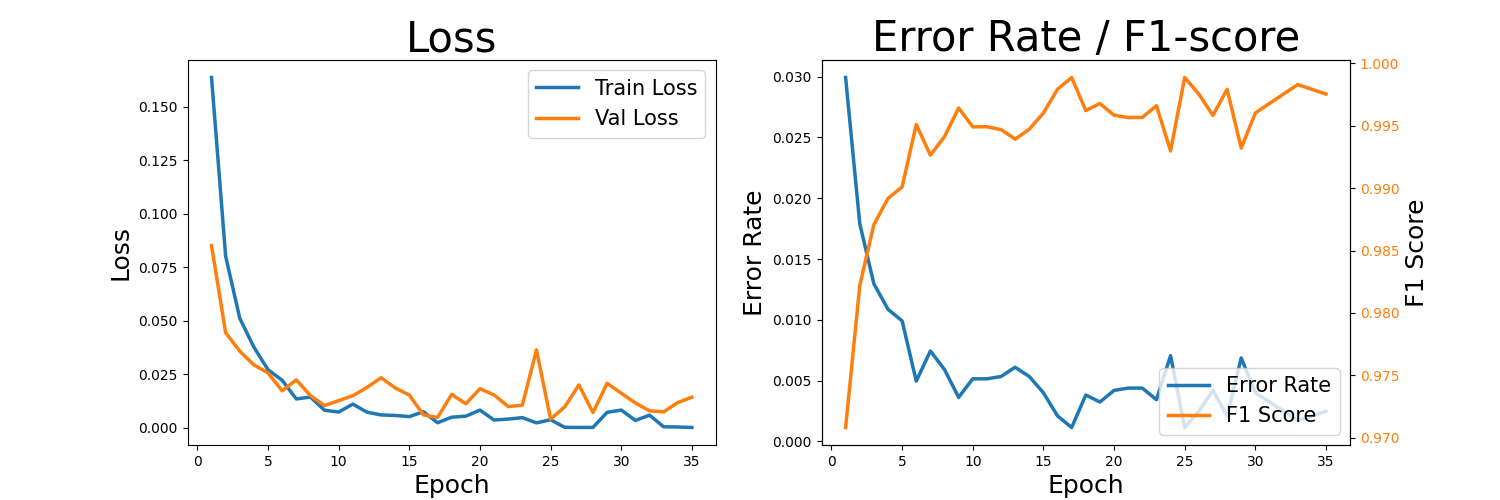 Loss
Loss
0.150
0.125
0.100
0.075
0.050
0.025
0.000
0 5 10 15 20 25 30 35
Epoch
Train Loss
Val Loss
Error Rate / F1-score
Error Rate
0.030
0.025
0.020
0.015
0.010
0.005
0.000
0 5 10 15 20 25 30 35
Epoch
Error Rate
F1 Score
1.000
0.995
0.990
0.985
0.980
0.975
0.970
F1 Score